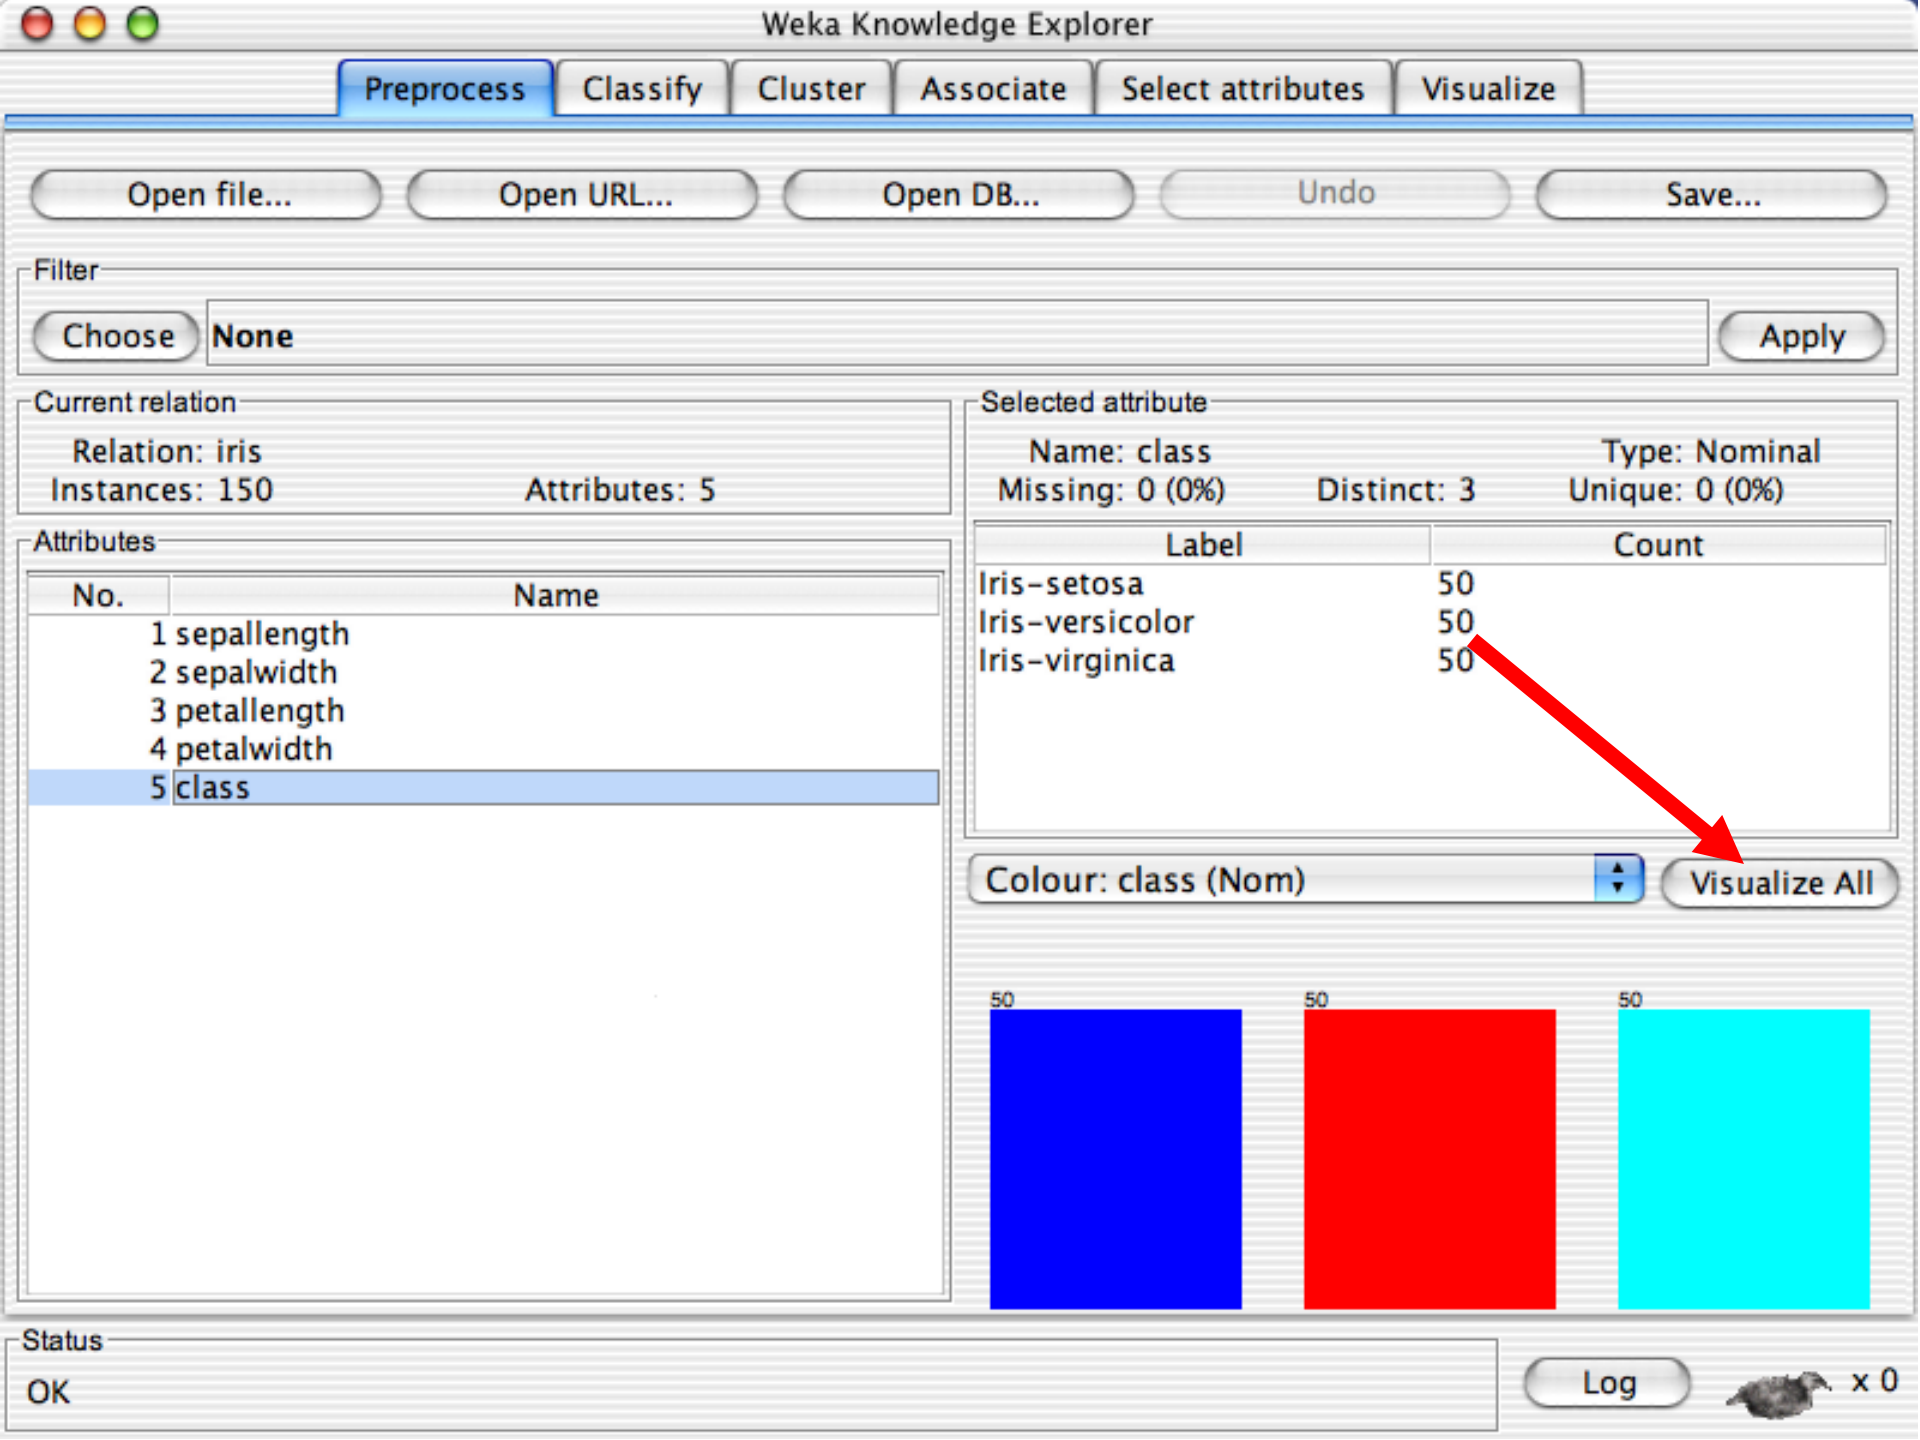 Weka Knowledge Explorer
Preprocess Classify Cluster Associate Select attributes Visualize
Open file... Open URL... Open DB... Undo Save...
Filter
Choose None Apply
Current relation
Relation: iris
Instances: 150 Attributes: 5
Attributes
No. Name
1 sepallength
2 sepalwidth
3 petallength
4 petalwidth
5 class
Selected attribute
Name: class Type: Nominal
Missing: 0 (0%) Distinct: 3 Unique: 0 (0%)
Label Count
Iris-setosa 50
Iris-versicolor 50
Iris-virginica 50
Colour: class (Nom) Visualize All
50 50 50
Status
OK
Log x 0